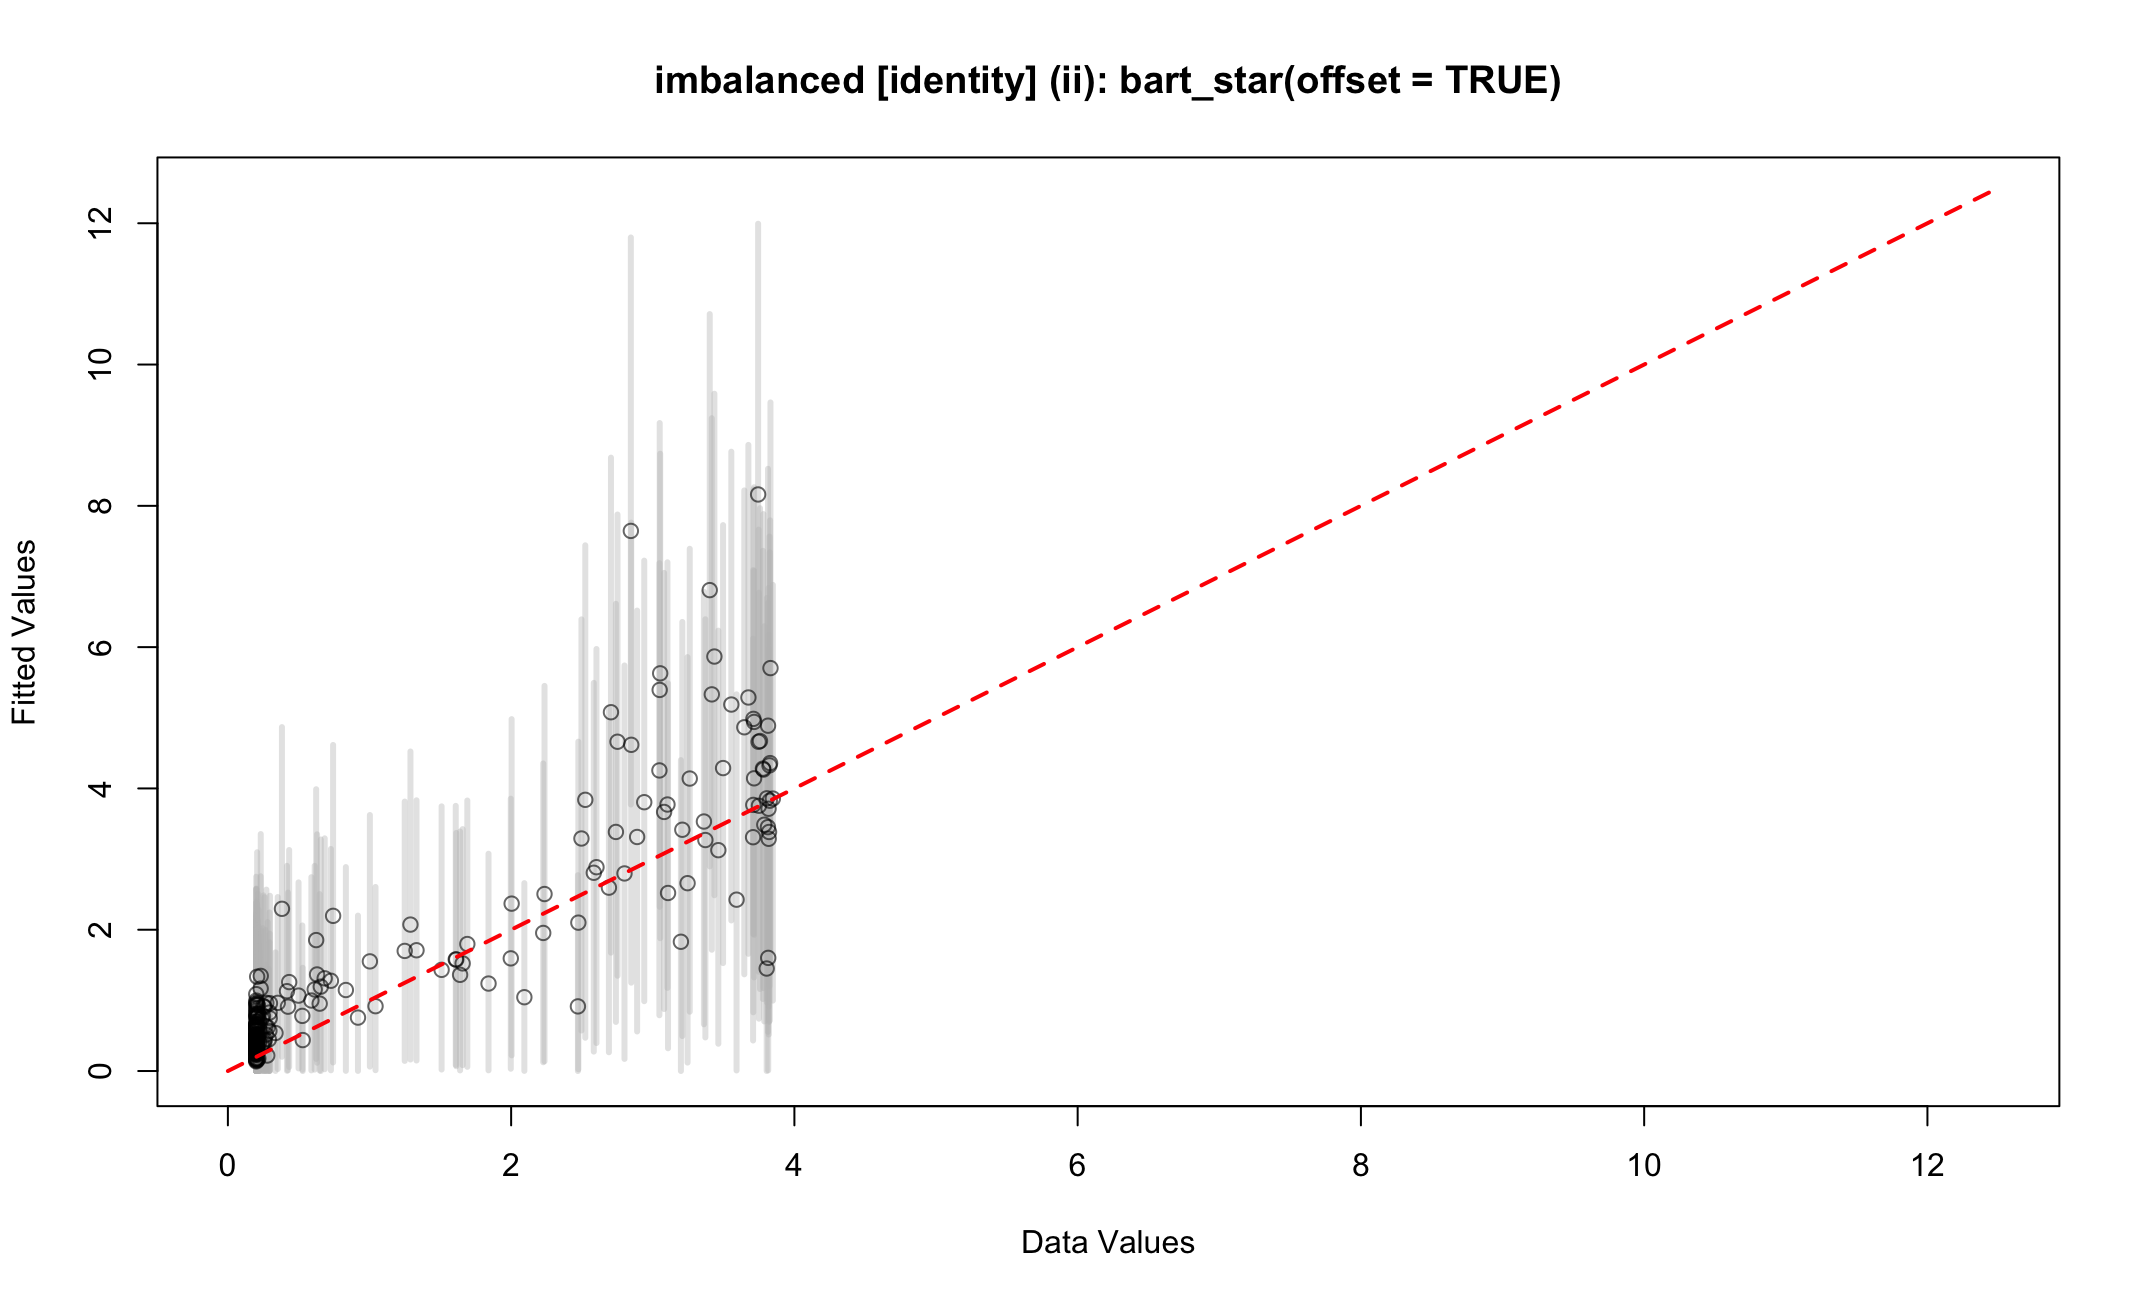 imbalanced [identity] (ii): bart_star(offset = TRUE)
Fitted Values
12
10
8
6
4
2
0
0 2 4 6 8 10 12
Data Values